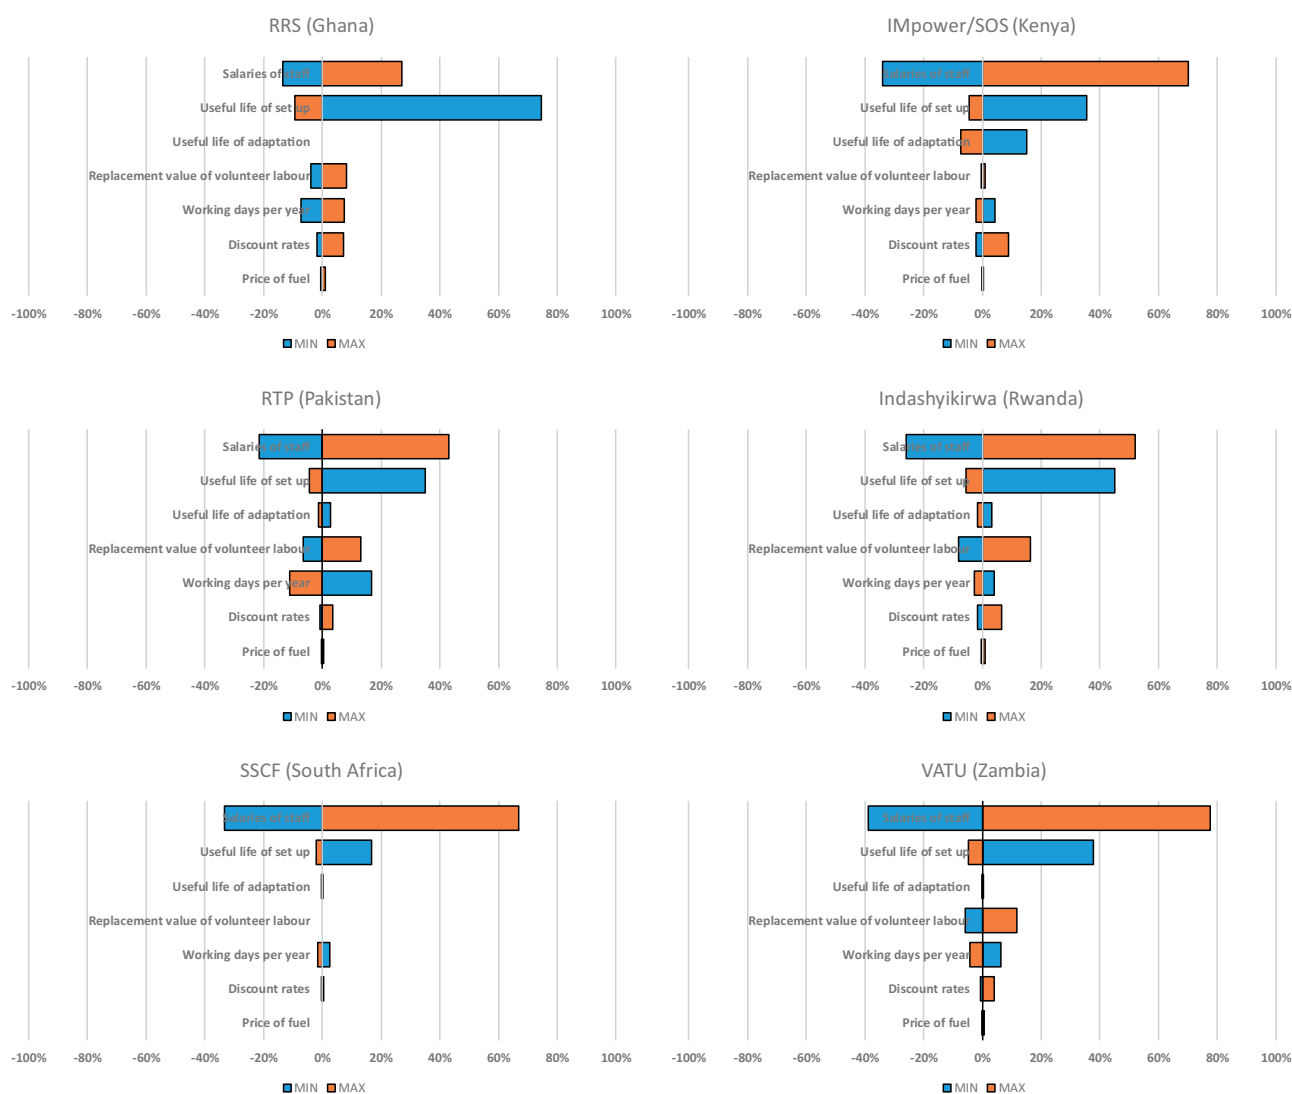 RRS (Ghana)
Salaries of staff
Useful life of set up
Useful life of adaptation
Replacement value of volunteer labour
Working days per year
Discount rates
Price of fuel
-100% -80% -60% -40% -20% 0% 20% 40% 60% 80% 100%
MIN MAX
IMpower/SOS (Kenya)
Salaries of staff
Useful life of set up
Useful life of adaptation
Replacement value of volunteer labour
Working days per year
Discount rates
Price of fuel
-100% -80% -60% -40% -20% 0% 20% 40% 60% 80% 100%
MIN MAX
RTP (Pakistan)
Salaries of staff
Useful life of set up
Useful life of adaptation
Replacement value of volunteer labour
Working days per year
Discount rates
Price of fuel
-100% -80% -60% -40% -20% 0% 20% 40% 60% 80% 100%
MIN MAX
Indashyikirwa (Rwanda)
Salaries of staff
Useful life of set up
Useful life of adaptation
Replacement value of volunteer labour
Working days per year
Discount rates
Price of fuel
-100% -80% -60% -40% -20% 0% 20% 40% 60% 80% 100%
MIN MAX
SSCF (South Africa)
Salaries of staff
Useful life of set up
Useful life of adaptation
Replacement value of volunteer labour
Working days per year
Discount rates
Price of fuel
-100% -80% -60% -40% -20% 0% 20% 40% 60% 80% 100%
MIN MAX
VATU (Zambia)
Salaries of staff
Useful life of set up
Useful life of adaptation
Replacement value of volunteer labour
Working days per year
Discount rates
Price of fuel
-100% -80% -60% -40% -20% 0% 20% 40% 60% 80% 100%
MIN MAX